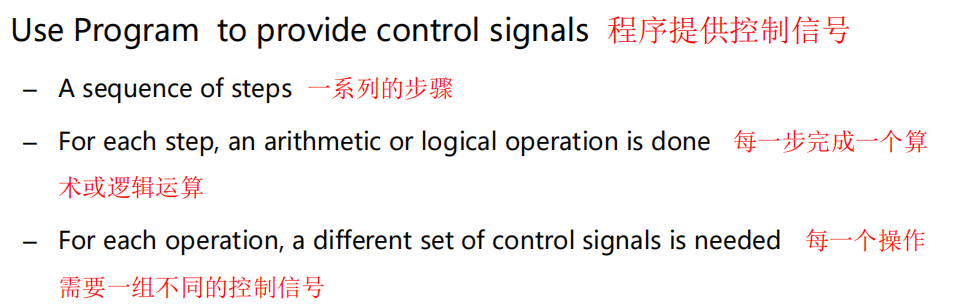 Use Program to provide control signals 程序提供控制信号
– A sequence of steps 一系列的步骤
– For each step, an arithmetic or logical operation is done 每一步完成一个算
术或逻辑运算
– For each operation, a different set of control signals is needed 每一个操作
需要一组不同的控制信号